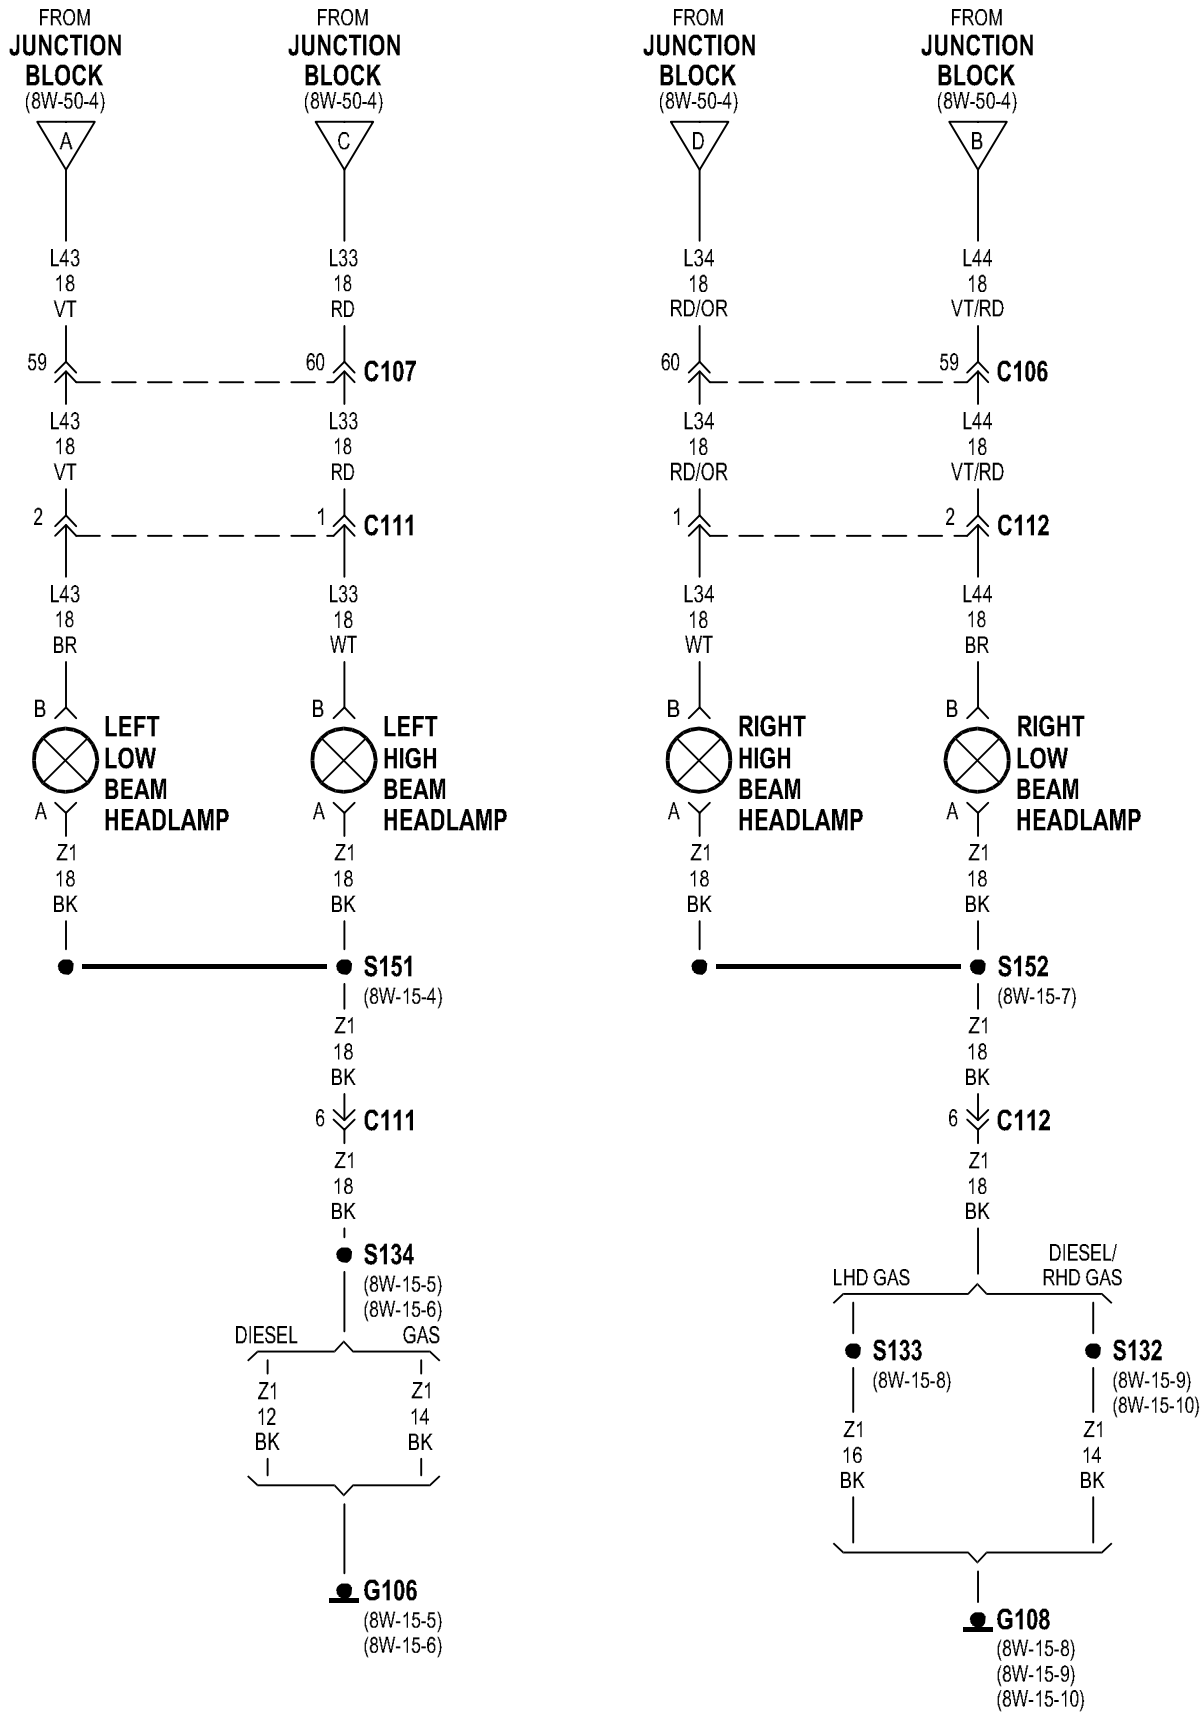 FROM
JUNCTION
BLOCK
(8W-50-4)
A
FROM
JUNCTION
BLOCK
(8W-50-4)
C
FROM
JUNCTION
BLOCK
(8W-50-4)
D
FROM
JUNCTION
BLOCK
(8W-50-4)
B
L43
18
VT
L33
18
RD
L34
18
RD/OR
L44
18
VT/RD
59
60
C107
60
59
C106
L43
18
VT
L33
18
RD
L34
18
RD/OR
L44
18
VT/RD
2
1
C111
1
2
C112
L43
18
BR
L33
18
WT
L34
18
WT
L44
18
BR
B
LEFT
LOW
BEAM
HEADLAMP
A
B
LEFT
HIGH
BEAM
HEADLAMP
A
B
RIGHT
HIGH
BEAM
HEADLAMP
A
B
RIGHT
LOW
BEAM
HEADLAMP
A
Z1
18
BK
Z1
18
BK
Z1
18
BK
Z1
18
BK
S151
(8W-15-4)
S152
(8W-15-7)
Z1
18
BK
Z1
18
BK
6
C111
6
C112
Z1
18
BK
Z1
18
BK
S134
(8W-15-5)
(8W-15-6)
DIESEL
GAS
Z1
12
BK
Z1
14
BK
G106
(8W-15-5)
(8W-15-6)
LHD GAS
DIESEL/
RHD GAS
S133
(8W-15-8)
S132
(8W-15-9)
(8W-15-10)
Z1
16
BK
Z1
14
BK
G108
(8W-15-8)
(8W-15-9)
(8W-15-10)